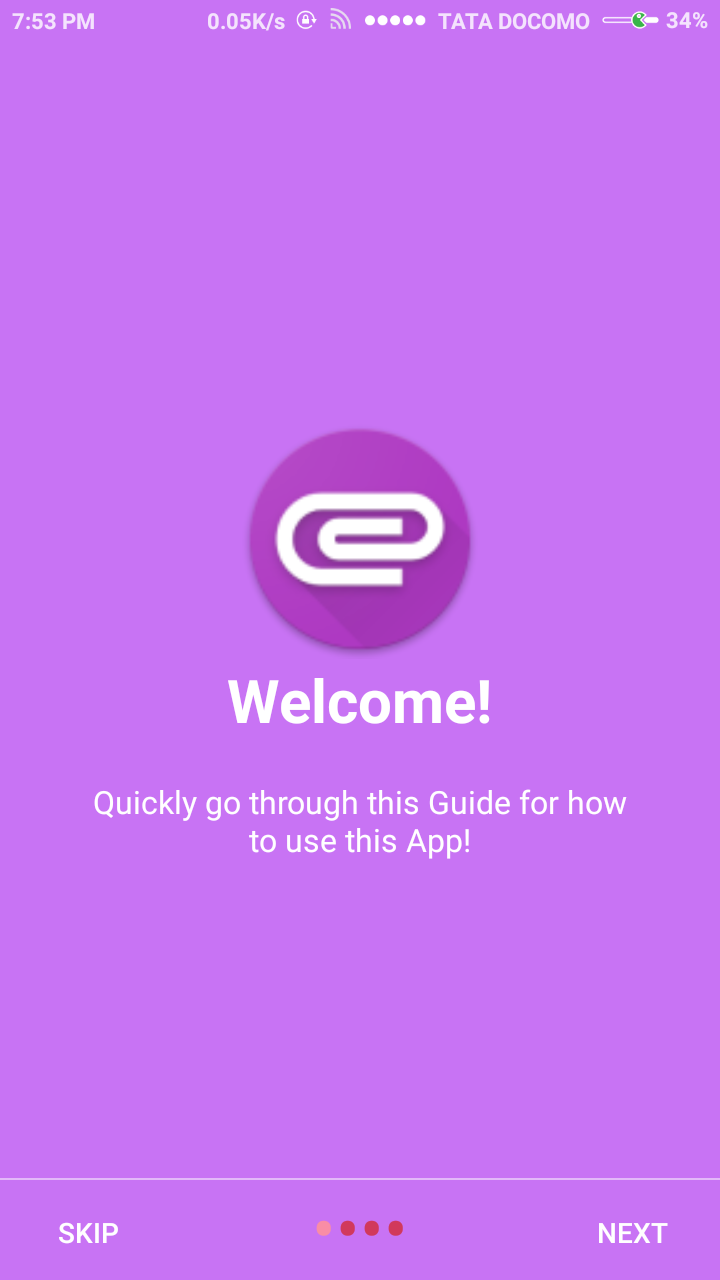 7:53 PM 0.05K/s TATA DOCOMO 34%
Welcome!
Quickly go through this Guide for how
to use this App!
SKIP NEXT